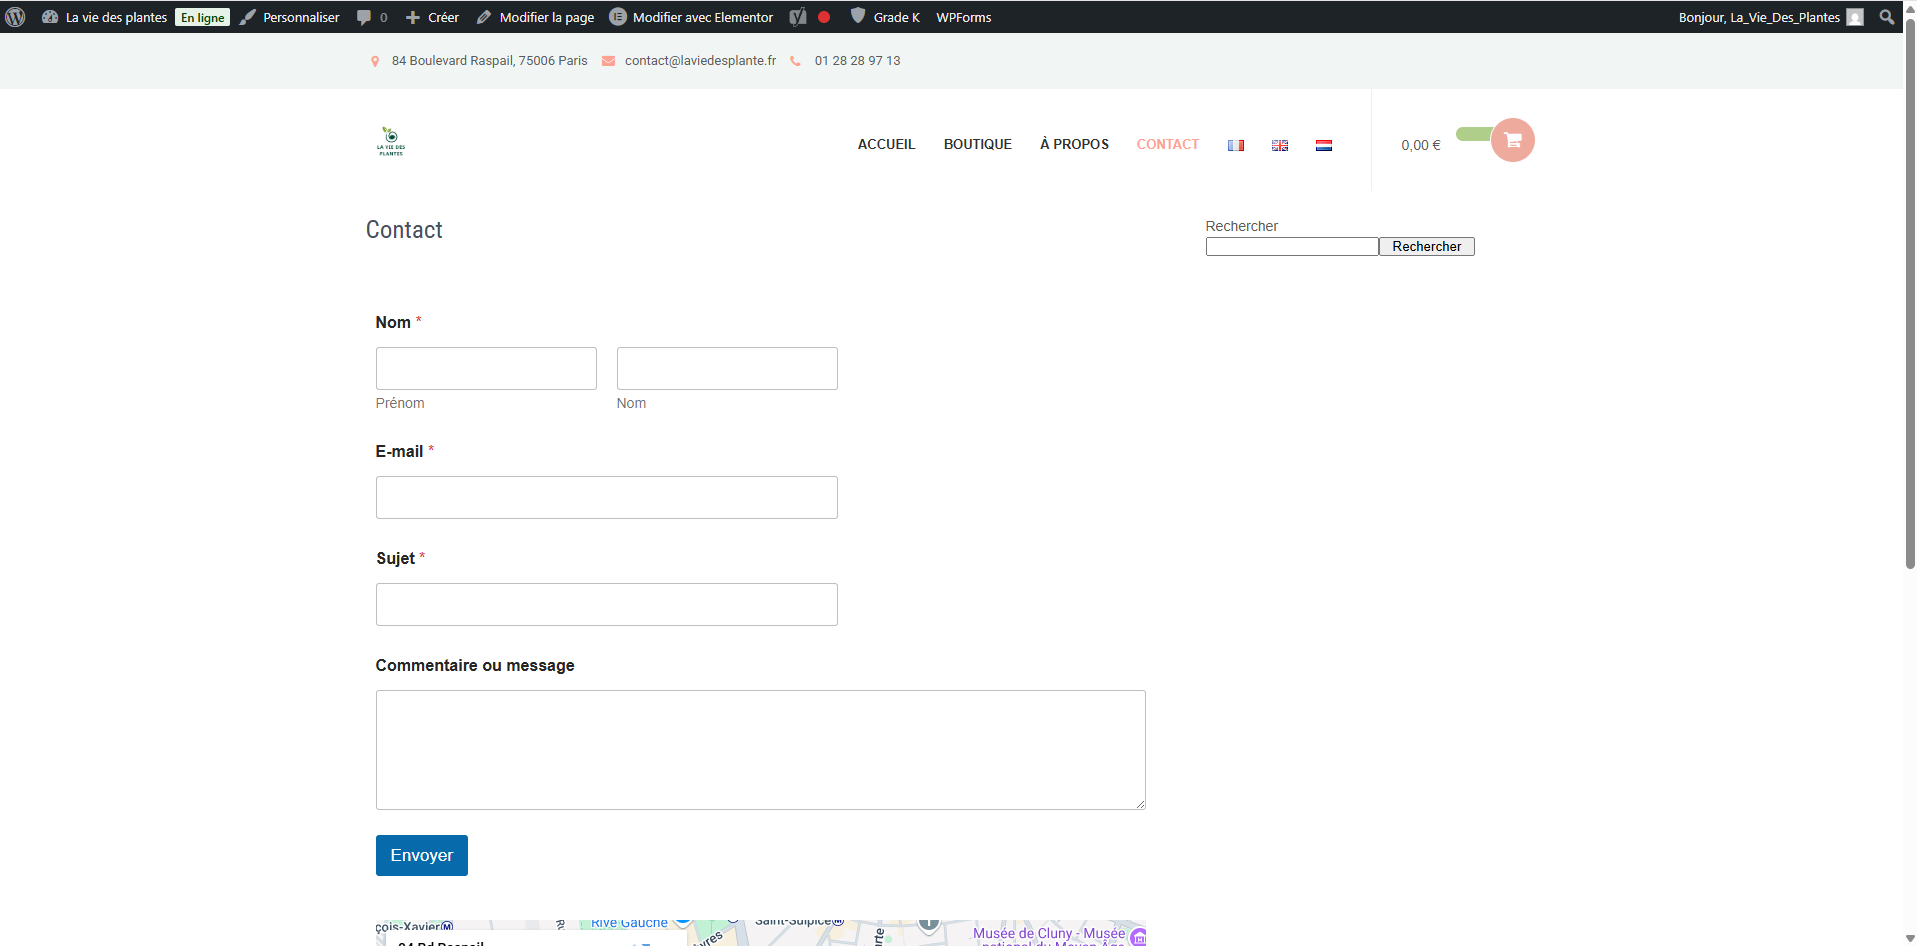 La vie des plantes En ligne Personnaliser 0 Créer Modifier la page Modifier avec Elementor Grade K WPForms Bonjour, La_Vie_Des_Plantes
84 Boulevard Raspail, 75006 Paris contact@laviedesplante.fr 01 28 28 97 13
LA VIE DES
PLANTES
ACCUEIL BOUTIQUE À PROPOS CONTACT 0,00 €
Contact
Rechercher
Rechercher
Nom *
Prénom Nom
E-mail *
Sujet *
Commentaire ou message
Envoyer
çois-Xavier M Rive Gauche Saint-Sulpice M
Musée de Cluny - Musée
national du Moyen Âge
84 Bd Raspail